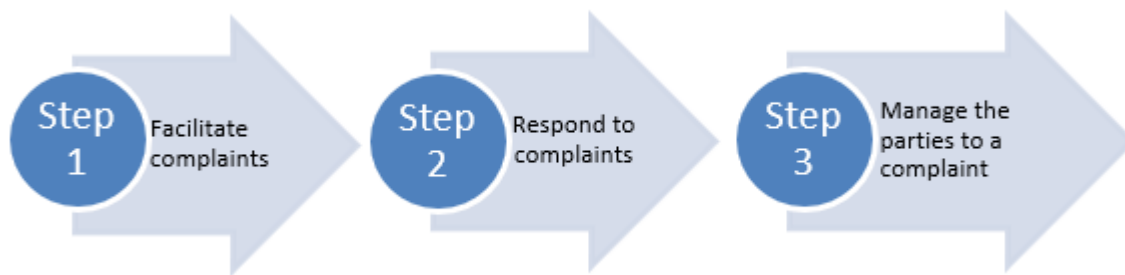 Step
1
Facilitate
complaints
Step
2
Respond to
complaints
Step
3
Manage the
parties to a
complaint